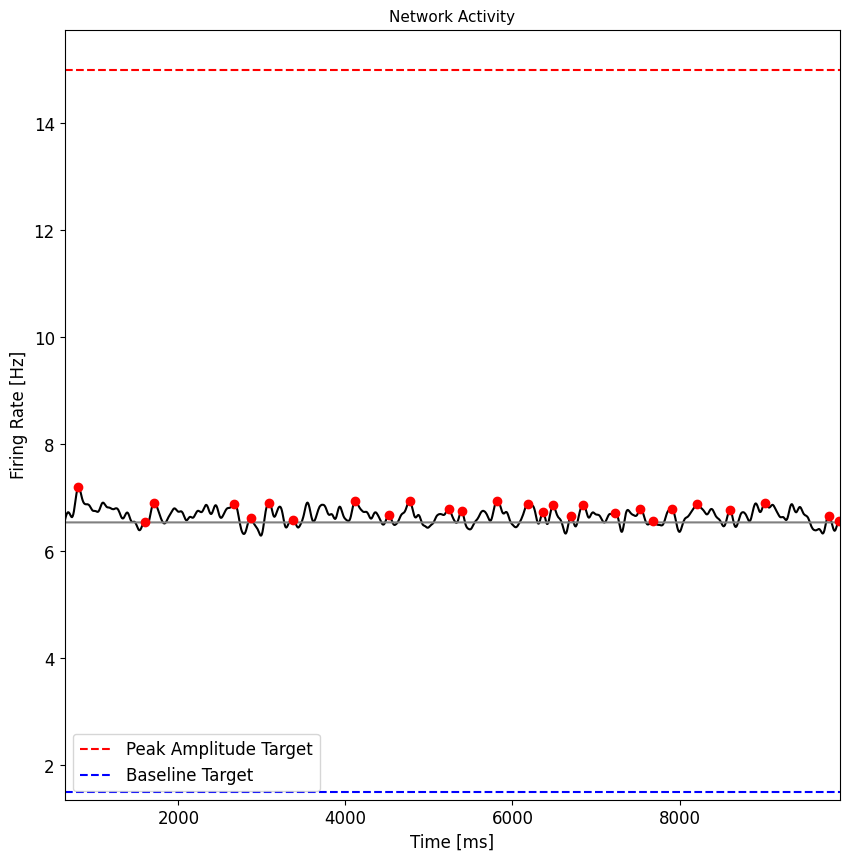 Network Activity
Firing Rate [Hz]
14
12
10
8
6
4
2
Peak Amplitude Target
Baseline Target
2000
4000
6000
8000
Time [ms]